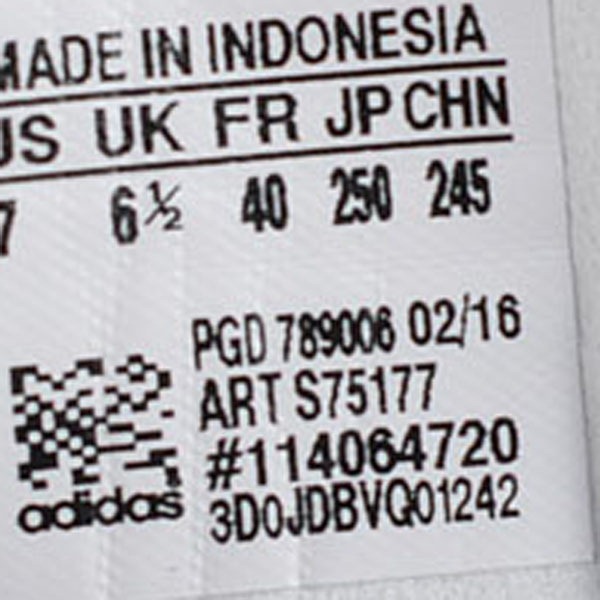 MADE IN INDONESIA
US UK FR JP CHN
7 6½ 40 250 245
PGD 789006 02/16
ART S75177
#114064720
3D0JDBVQ01242
adidas